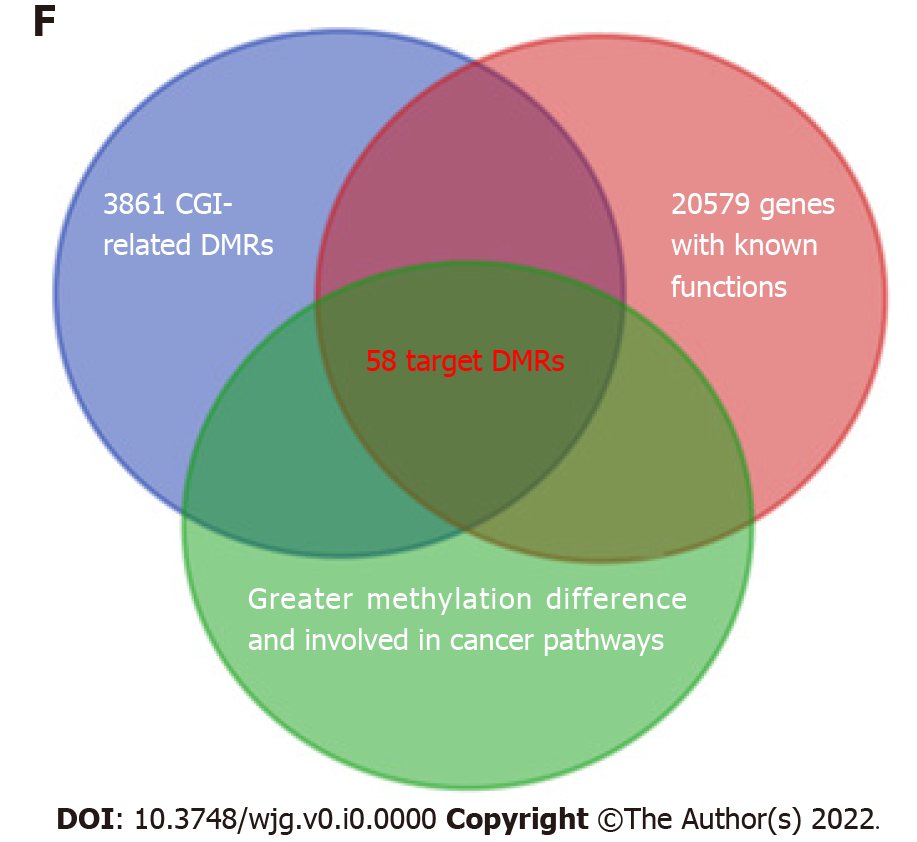 F
3861 CGI-
related DMRs
20579 genes
with known
functions
58 target DMRs
Greater methylation difference
and involved in cancer pathways
DOI: 10.3748/wjg.v0.i0.0000 Copyright ©The Author(s) 2022.